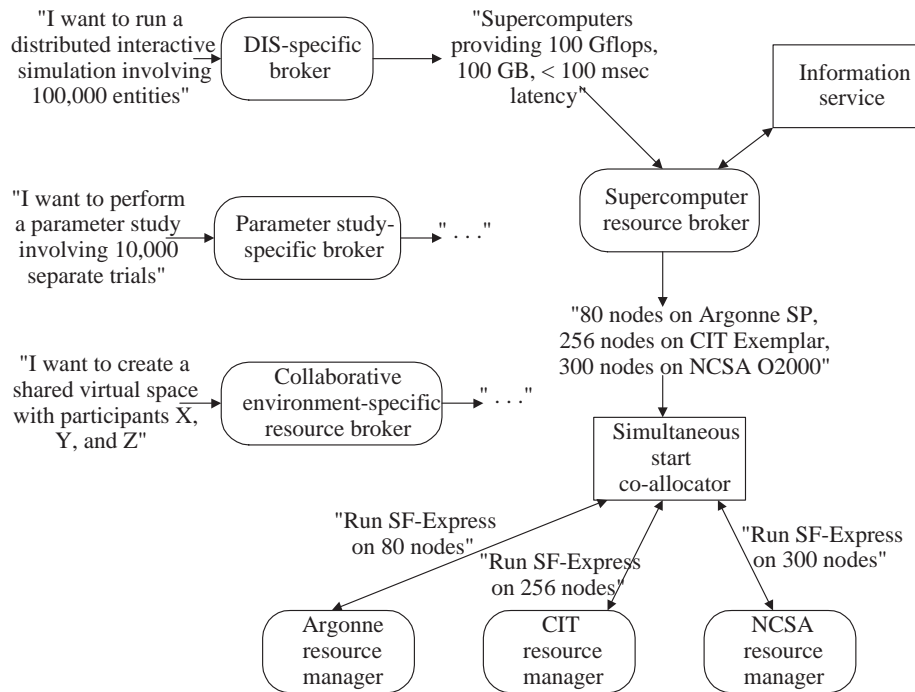 "I want to run a
distributed interactive
simulation involving
100,000 entities"
DIS-specific
broker
"Supercomputers
providing 100 Gflops,
100 GB, < 100 msec
latency"
Information
service
"I want to perform
a parameter study
involving 10,000
separate trials"
Parameter study-
specific broker
" . . ."
Supercomputer
resource broker
"80 nodes on Argonne SP,
256 nodes on CIT Exemplar,
300 nodes on NCSA O2000"
"I want to create a
shared virtual space
with participants X,
Y, and Z"
Collaborative
environment-specific
resource broker
" . . ."
Simultaneous
start
co-allocator
"Run SF-Express
on 80 nodes"
"Run SF-Express
on 256 nodes"
"Run SF-Express
on 300 nodes"
Argonne
resource
manager
CIT
resource
manager
NCSA
resource
manager